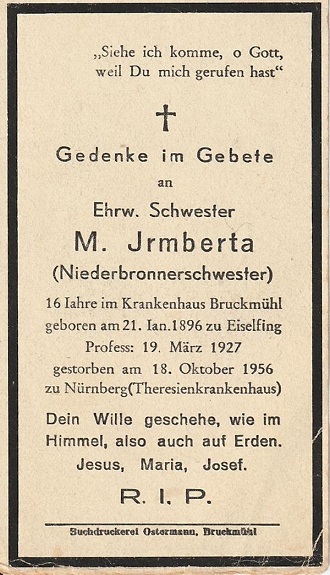 „Siehe ich komme, o Gott,
weil Du mich gerufen hast“
Gedenke im Gebete
an
Ehrw. Schwester
M. Jrmberta
(Niederbronnerschwester)
16 Iahre im Krankenhaus Bruckmühl
geboren am 21. Ian. 1896 zu Eiselfing
Profess: 19. März 1927
gestorben am 18. Oktober 1956
zu Nürnberg (Theresienkrankenhaus)
Dein Wille geschehe, wie im
Himmel, also auch auf Erden.
Jesus, Maria, Josef.
R. I. P.
Buchdruckerei Ostermann, Bruckmühl